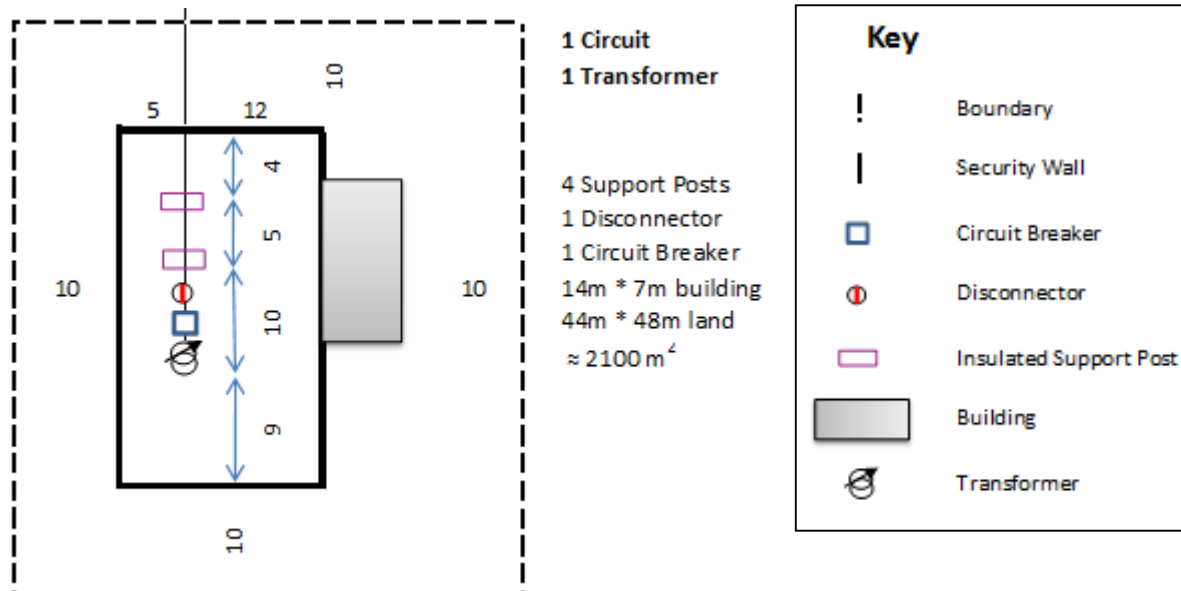 1 Circuit
1 Transformer
10
5 12
4
5
10
9
10
10
10
4 Support Posts
1 Disconnector
1 Circuit Breaker
14m * 7m building
44m * 48m land
≈ 2100 m²
Key
Boundary
Security Wall
Circuit Breaker
Disconnector
Insulated Support Post
Building
Transformer